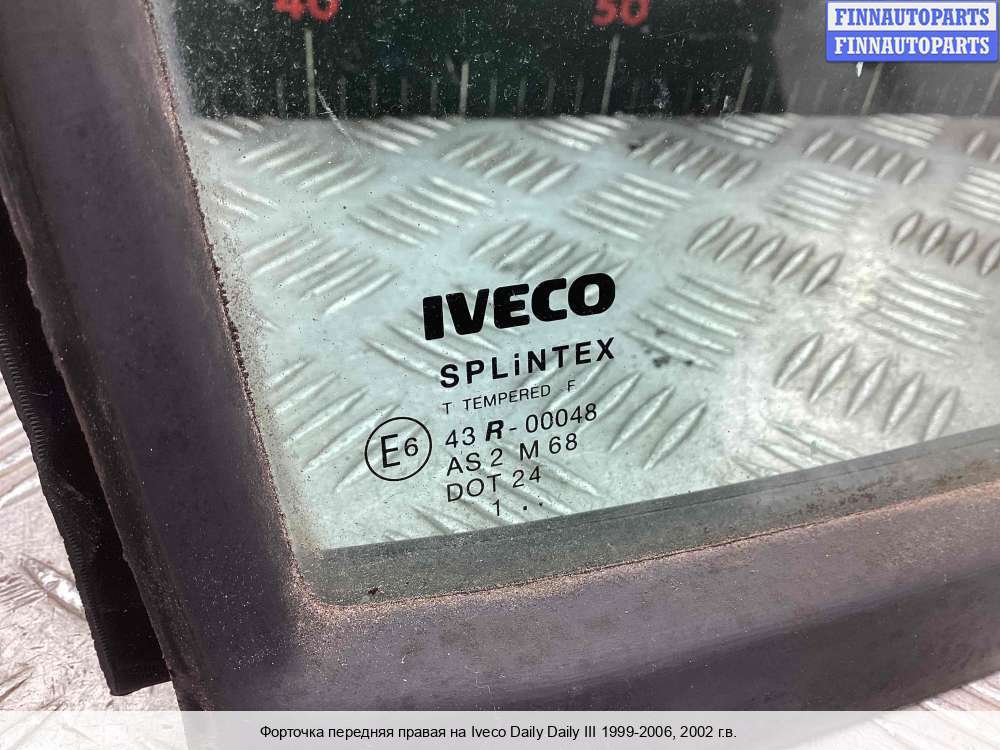 40 50
FINNAUTOPARTS
FINNAUTOPARTS
IVECO
SPLiNTEX
T TEMPERED F
E6 43 R-00048
AS 2 M 68
DOT 24
1 ..
Форточка передняя правая на Iveco Daily Daily III 1999-2006, 2002 г.в.